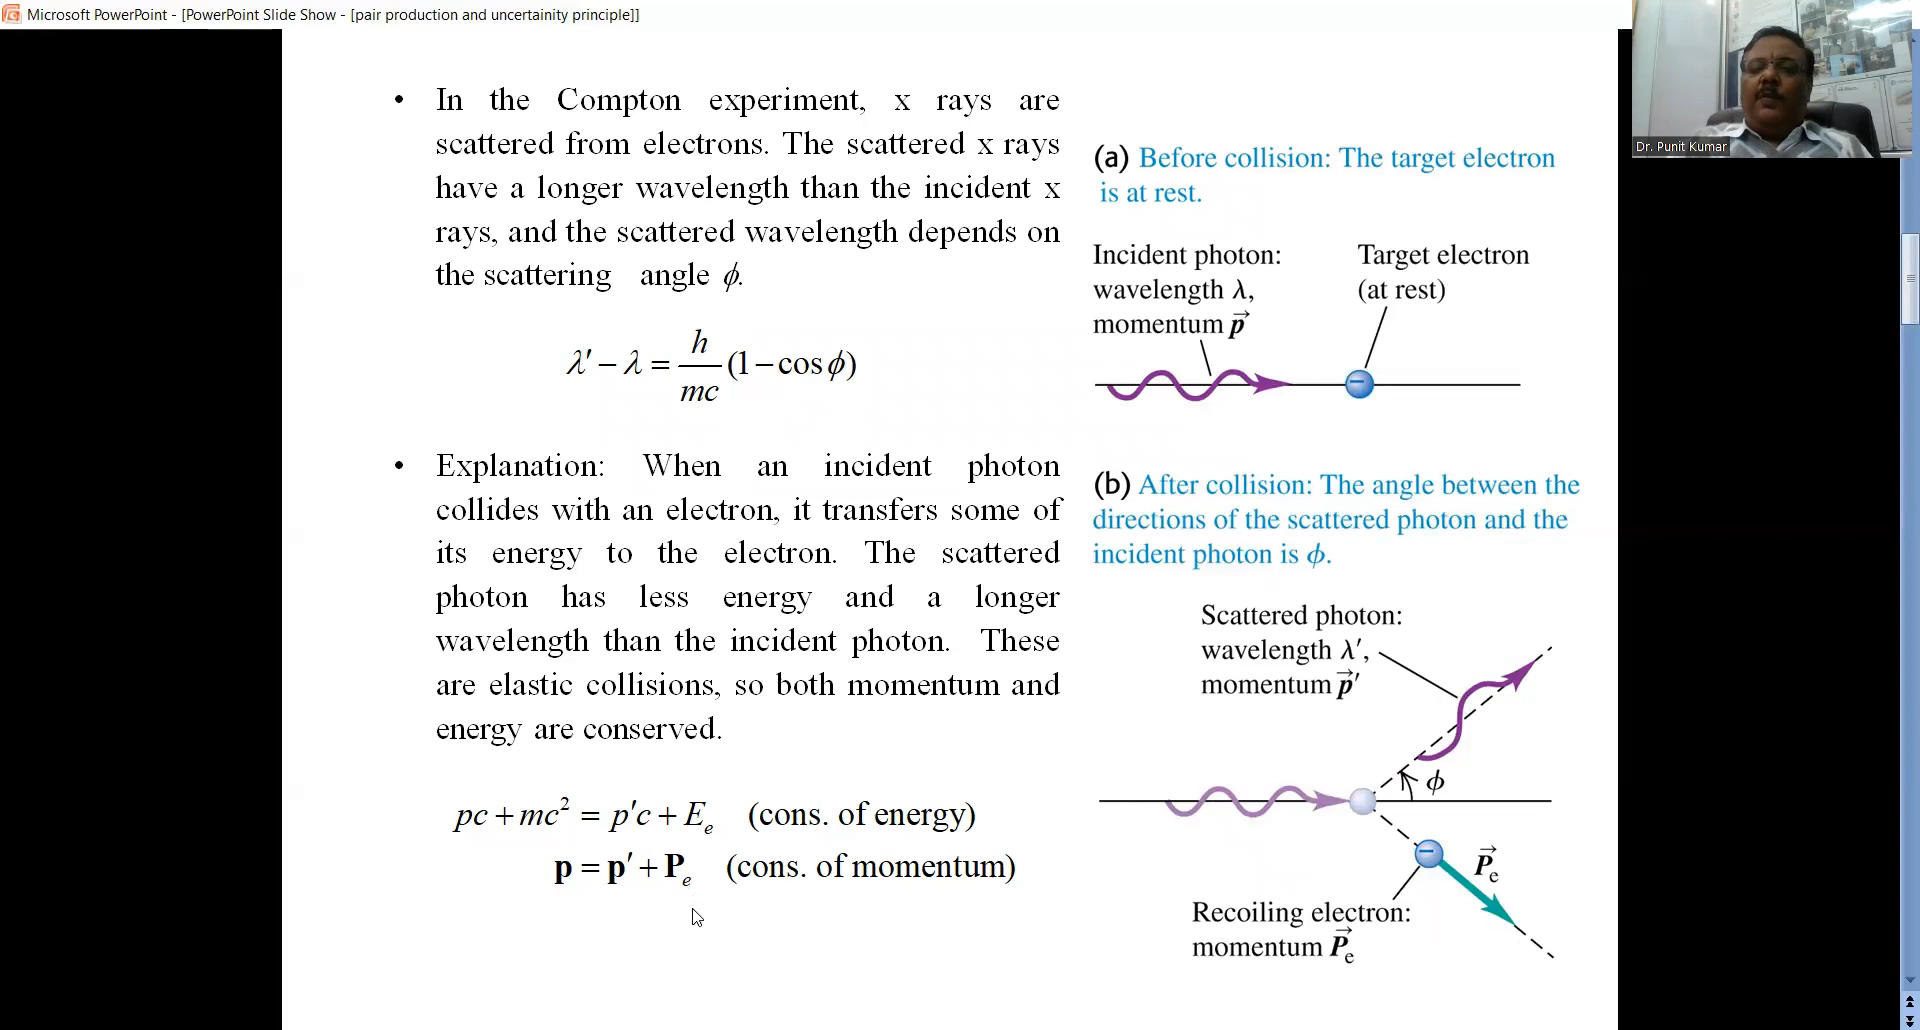 Microsoft PowerPoint - [PowerPoint Slide Show - [pair production and uncertainity principle]]
Dr. Punit Kumar
• In the Compton experiment, x rays are
scattered from electrons. The scattered x rays
have a longer wavelength than the incident x
rays, and the scattered wavelength depends on
the scattering angle ϕ.
λ′ − λ = h/mc (1 − cos ϕ)
• Explanation: When an incident photon
collides with an electron, it transfers some of
its energy to the electron. The scattered
photon has less energy and a longer
wavelength than the incident photon. These
are elastic collisions, so both momentum and
energy are conserved.
pc + mc² = p′c + Eₑ (cons. of energy)
p = p′ + Pₑ (cons. of momentum)
(a) Before collision: The target electron
is at rest.
Incident photon:
wavelength λ,
momentum p⃗
Target electron
(at rest)
(b) After collision: The angle between the
directions of the scattered photon and the
incident photon is ϕ.
Scattered photon:
wavelength λ′,
momentum p⃗′
ϕ
P⃗ₑ
Recoiling electron:
momentum P⃗ₑ